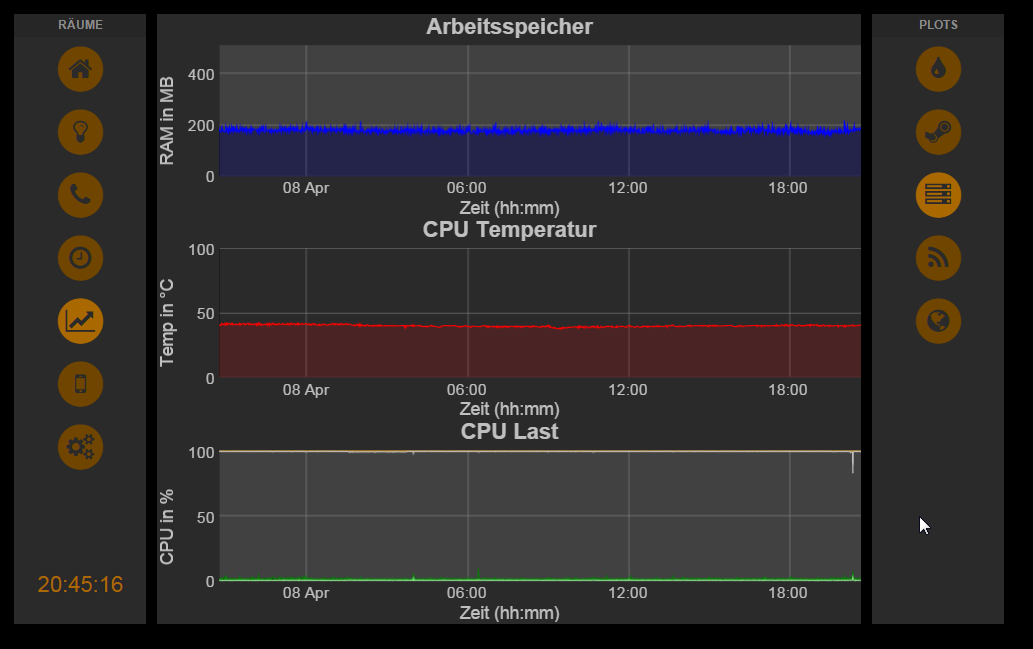 RÄUME
20:45:16
Arbeitsspeicher
RAM in MB
400
200
0
08 Apr 06:00 12:00 18:00
Zeit (hh:mm)
CPU Temperatur
Temp in °C
100
50
0
08 Apr 06:00 12:00 18:00
Zeit (hh:mm)
CPU Last
CPU in %
100
50
0
08 Apr 06:00 12:00 18:00
Zeit (hh:mm)
PLOTS